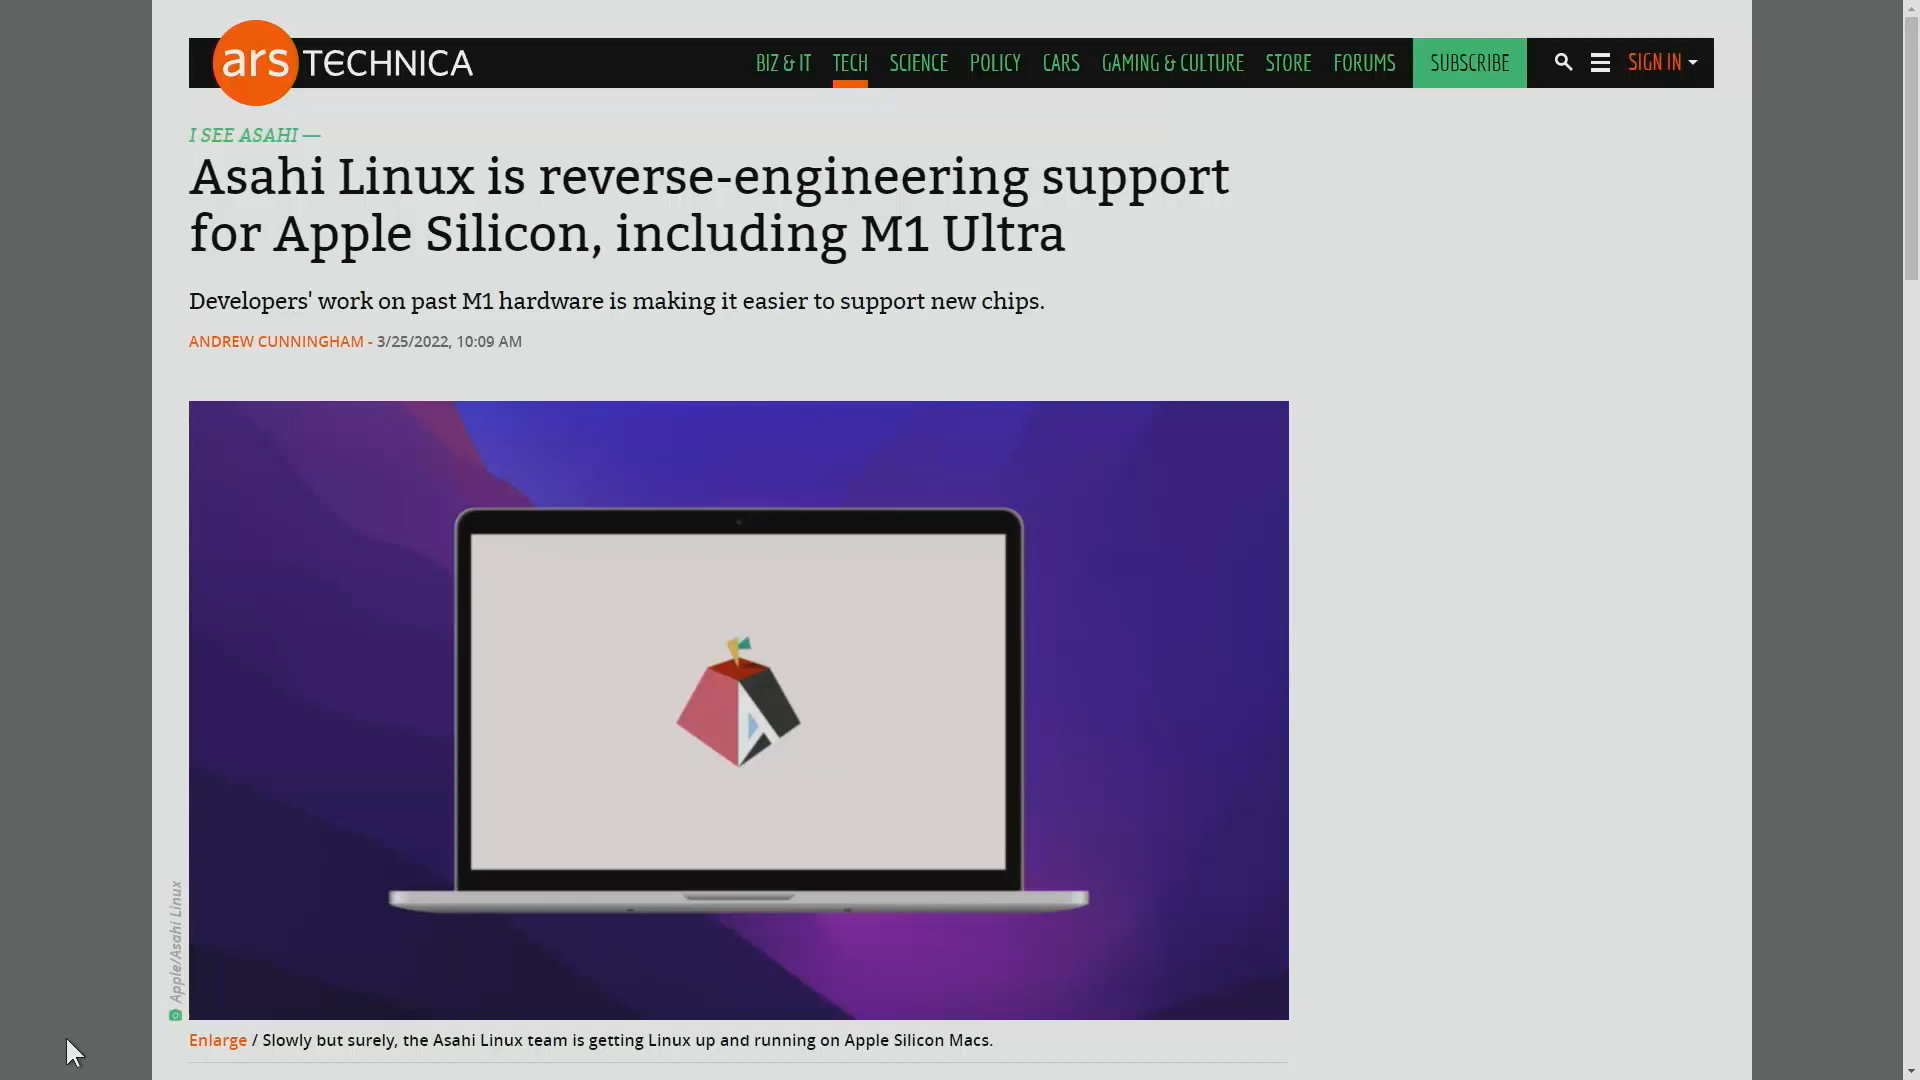 ars TECHNICA
BIZ & IT TECH SCIENCE POLICY CARS GAMING & CULTURE STORE FORUMS SUBSCRIBE SIGN IN
I SEE ASAHI —
Asahi Linux is reverse-engineering support
for Apple Silicon, including M1 Ultra
Developers' work on past M1 hardware is making it easier to support new chips.
ANDREW CUNNINGHAM - 3/25/2022, 10:09 AM
Apple/Asahi Linux
Enlarge / Slowly but surely, the Asahi Linux team is getting Linux up and running on Apple Silicon Macs.